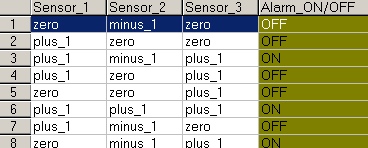 Sensor_1 Sensor_2 Sensor_3 Alarm_ON/OFF
1 zero minus_1 zero OFF
2 plus_1 zero zero OFF
3 plus_1 minus_1 plus_1 ON
4 zero zero plus_1 OFF
5 zero zero plus_1 OFF
6 plus_1 plus_1 plus_1 ON
7 plus_1 minus_1 zero OFF
8 zero minus_1 plus_1 ON